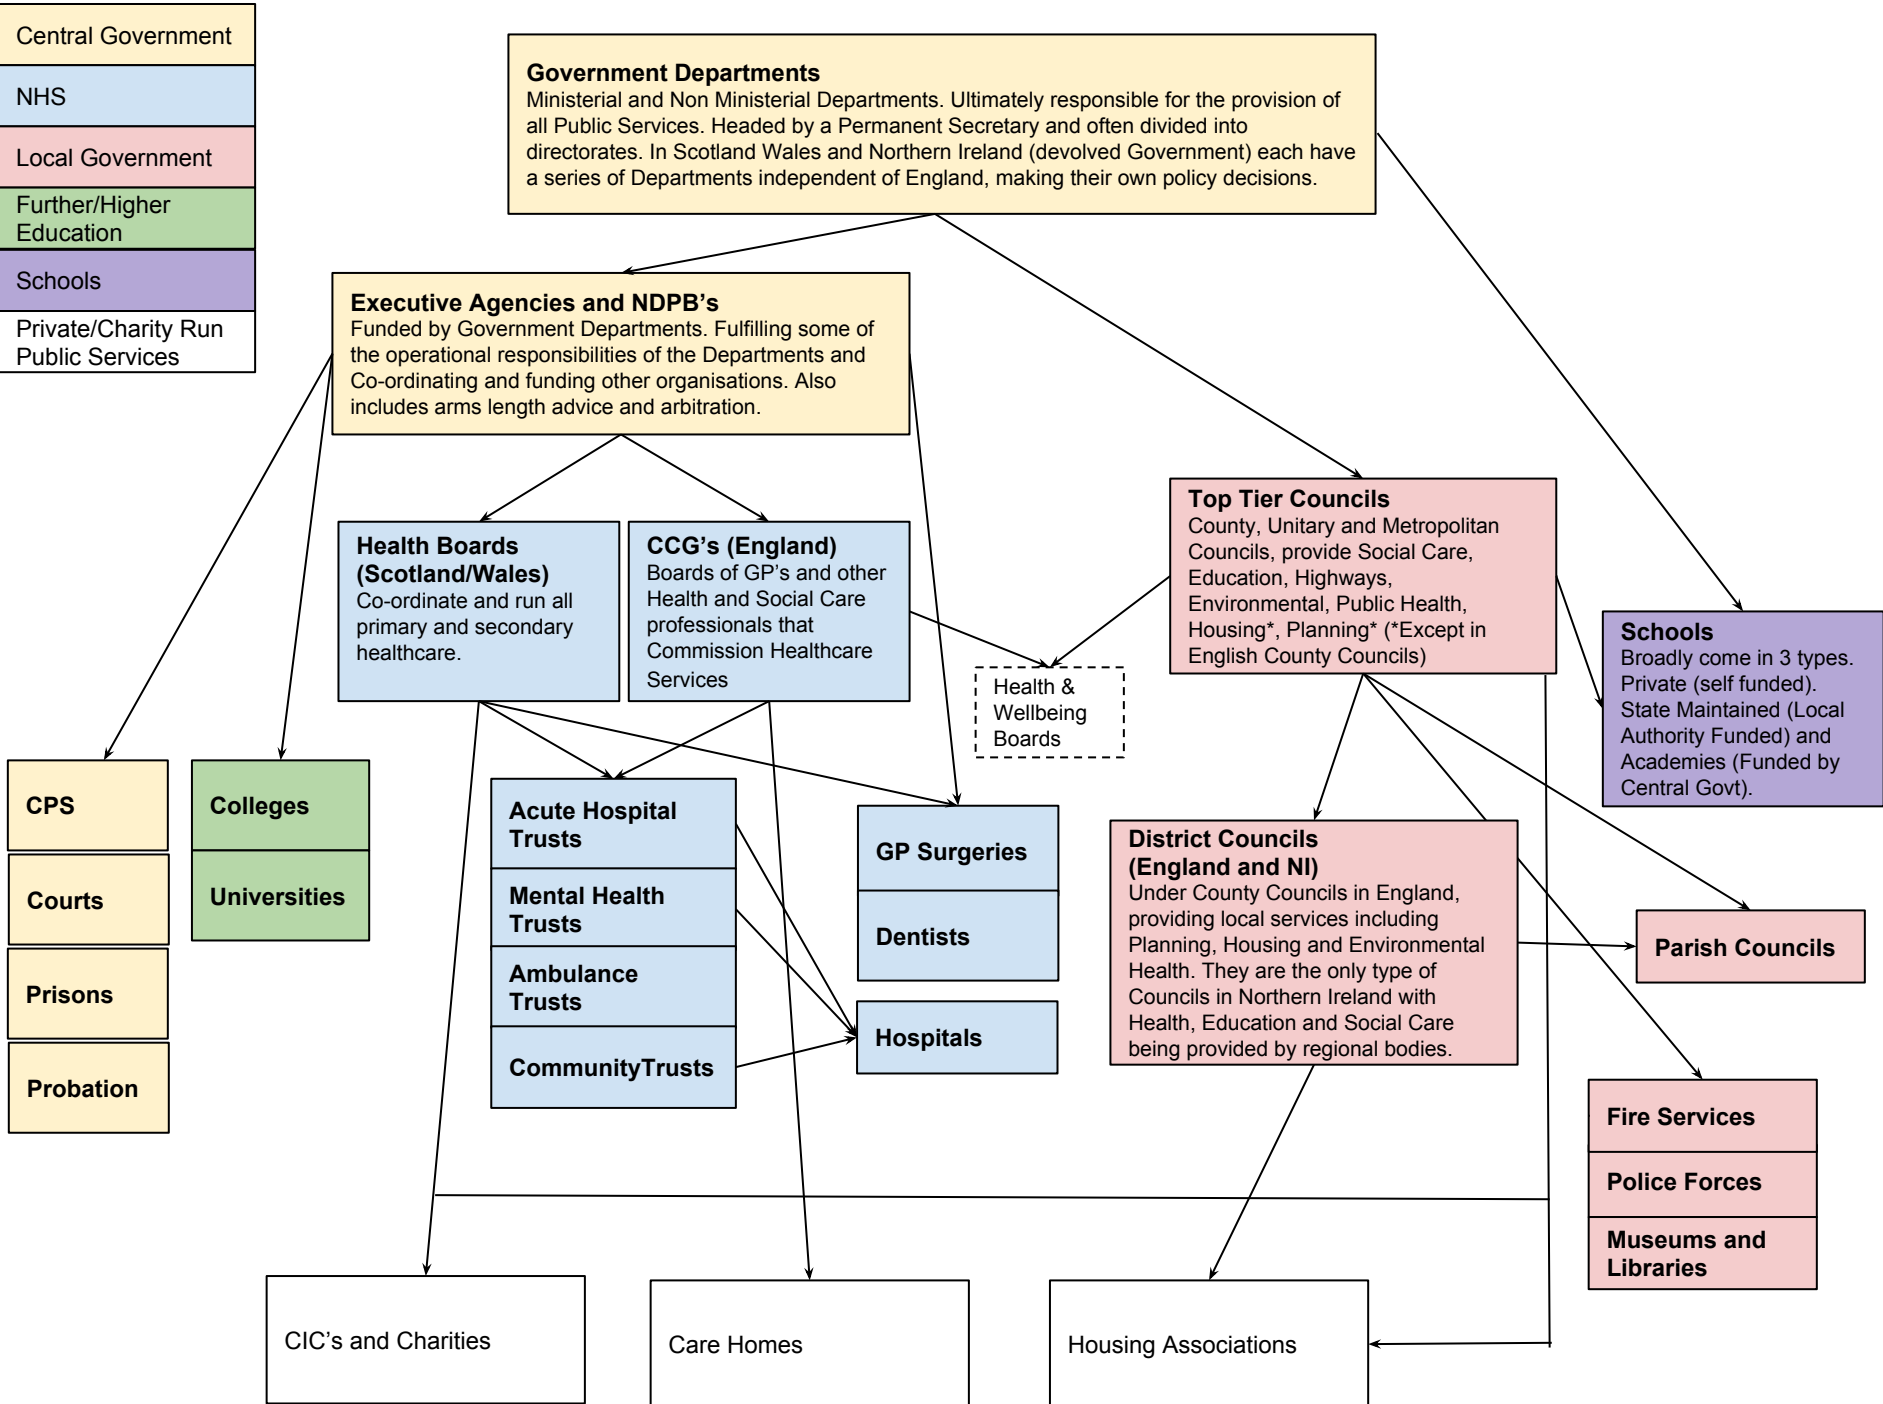 Central Government
NHS
Local Government
Further/Higher
Education
Schools
Private/Charity Run
Public Services
Government Departments
Ministerial and Non Ministerial Departments. Ultimately responsible for the provision of
all Public Services. Headed by a Permanent Secretary and often divided into
directorates. In Scotland Wales and Northern Ireland (devolved Government) each have
a series of Departments independent of England, making their own policy decisions.
Executive Agencies and NDPB's
Funded by Government Departments. Fulfilling some of
the operational responsibilities of the Departments and
Co-ordinating and funding other organisations. Also
includes arms length advice and arbitration.
Health Boards
(Scotland/Wales)
Co-ordinate and run all
primary and secondary
healthcare.
CCG's (England)
Boards of GP's and other
Health and Social Care
professionals that
Commission Healthcare
Services
Top Tier Councils
County, Unitary and Metropolitan
Councils, provide Social Care,
Education, Highways,
Environmental, Public Health,
Housing*, Planning* (*Except in
English County Councils)
Health &
Wellbeing
Boards
Schools
Broadly come in 3 types.
Private (self funded).
State Maintained (Local
Authority Funded) and
Academies (Funded by
Central Govt).
CPS
Courts
Prisons
Probation
Colleges
Universities
Acute Hospital
Trusts
Mental Health
Trusts
Ambulance
Trusts
CommunityTrusts
GP Surgeries
Dentists
Hospitals
District Councils
(England and NI)
Under County Councils in England,
providing local services including
Planning, Housing and Environmental
Health. They are the only type of
Councils in Northern Ireland with
Health, Education and Social Care
being provided by regional bodies.
Parish Councils
Fire Services
Police Forces
Museums and
Libraries
CIC's and Charities
Care Homes
Housing Associations